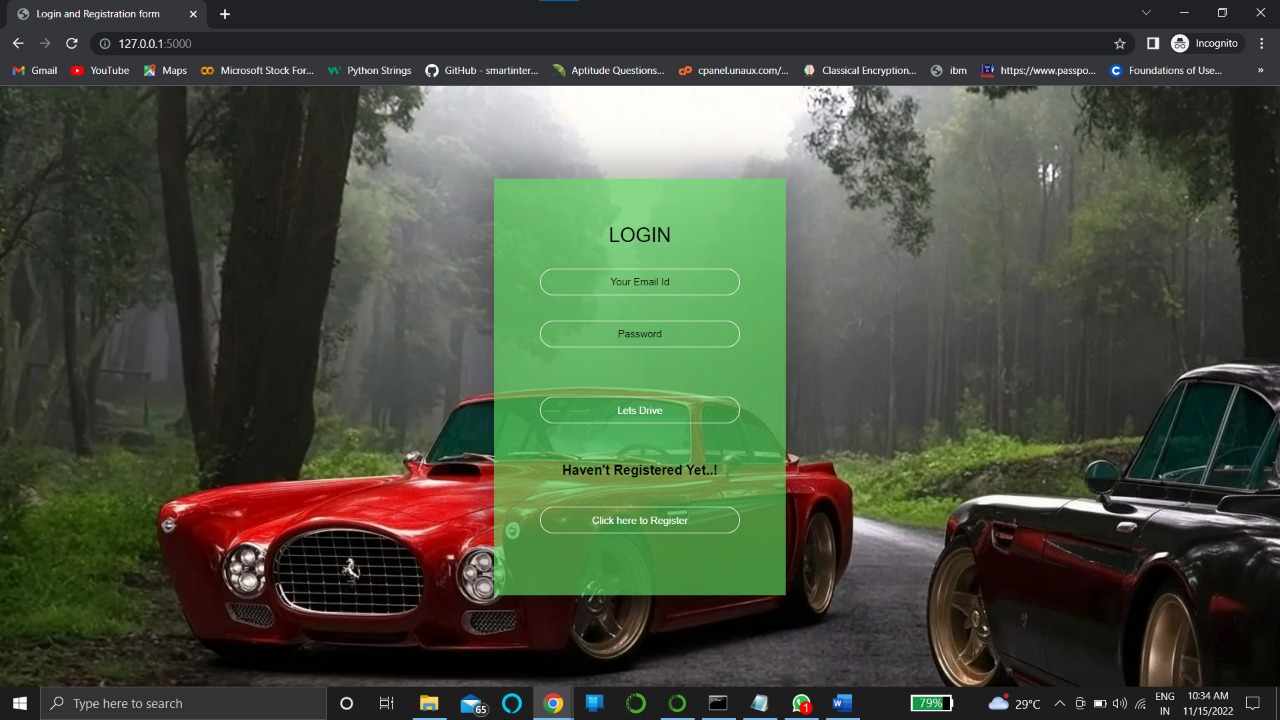 Login and Registration form
127.0.0.1:5000
Incognito
Gmail
YouTube
Maps
Microsoft Stock For...
Python Strings
GitHub - smarmter...
Aptitude Questions...
cpanel.unaux.com/...
Classical Encryption...
ibm
https://www.passpo...
Foundations of Use...
»
LOGIN
Your Email Id
Password
Lets Drive
Haven't Registered Yet..!
Click here to Register
Type here to search
65
1
79%
29°C
ENG
IN
10:34 AM
11/15/2022